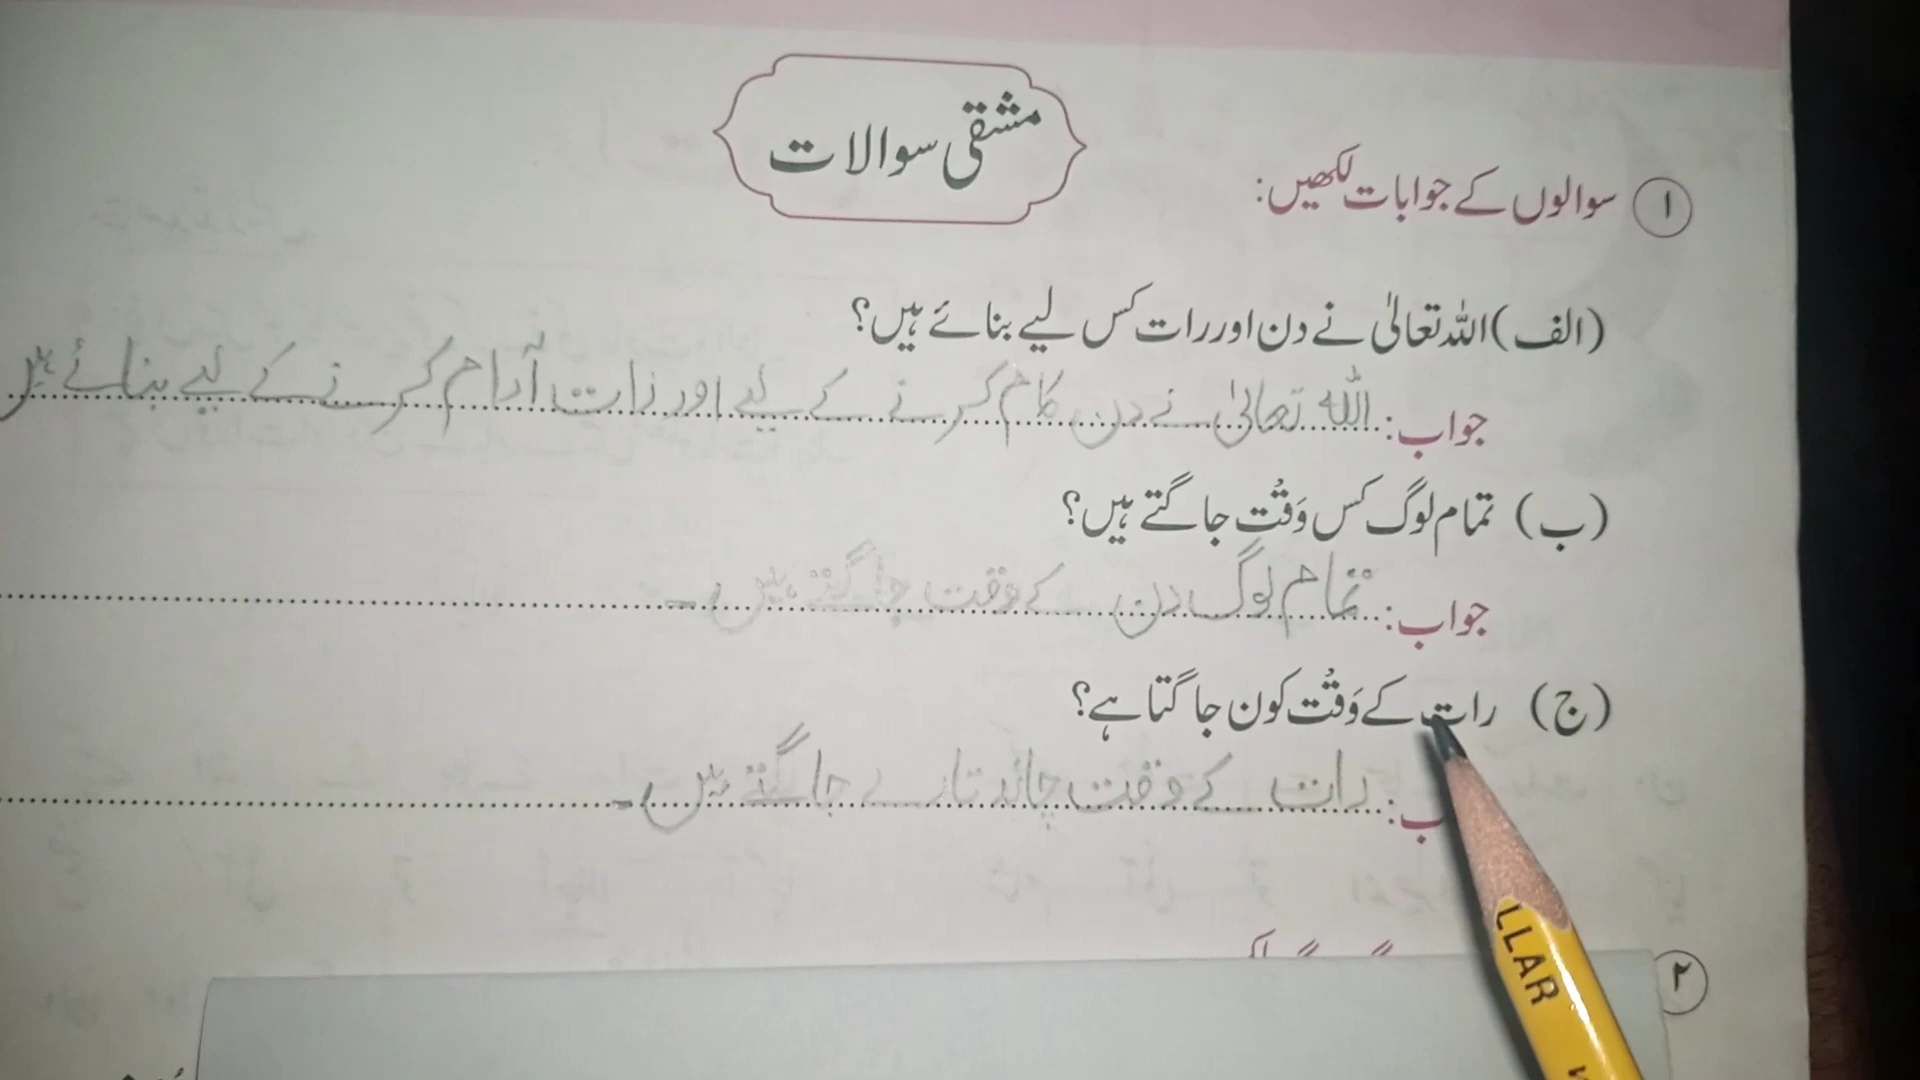 مشقی سوالات
۱ سوالوں کے جوابات لکھیں:
(الف) اللہ تعالیٰ نے دن اور رات کس لیے بنائے ہیں؟
جواب: اللہ تعالیٰ نے دن کام کرنے کے لیے اور رات آرام کرنے کے لیے بنائے ہیں
(ب) تمام لوگ کس وَقْت جاگتے ہیں؟
جواب: تمام لوگ دن کے وقت جاگتے ہیں۔
(ج) رات کے وَقْت کون جاگتا ہے؟
ب: رات کے وقت چاند تارے جاگتے ہیں۔
۲
LLAR